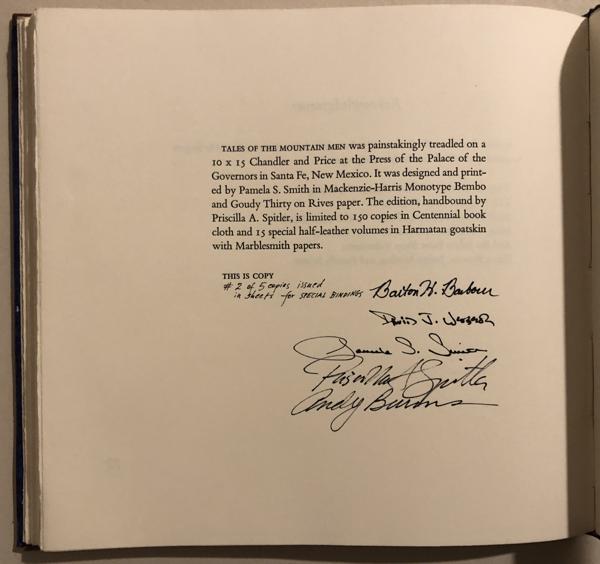 TALES OF THE MOUNTAIN MEN was painstakingly treadled on a
10 x 15 Chandler and Price at the Press of the Palace of the
Governors in Santa Fe, New Mexico. It was designed and print-
ed by Pamela S. Smith in Mackenzie-Harris Monotype Bembo
and Goudy Thirty on Rives paper. The edition, handbound by
Priscilla A. Spitler, is limited to 150 copies in Centennial book
cloth and 15 special half-leather volumes in Harmatan goatskin
with Marblesmith papers.
THIS IS COPY
# 2 of 5 copies issued
in sheets for SPECIAL BINDINGS Barton H. Barbour
David J.
Pamela S. Smith
Priscilla A. Spitler
Andy Burns